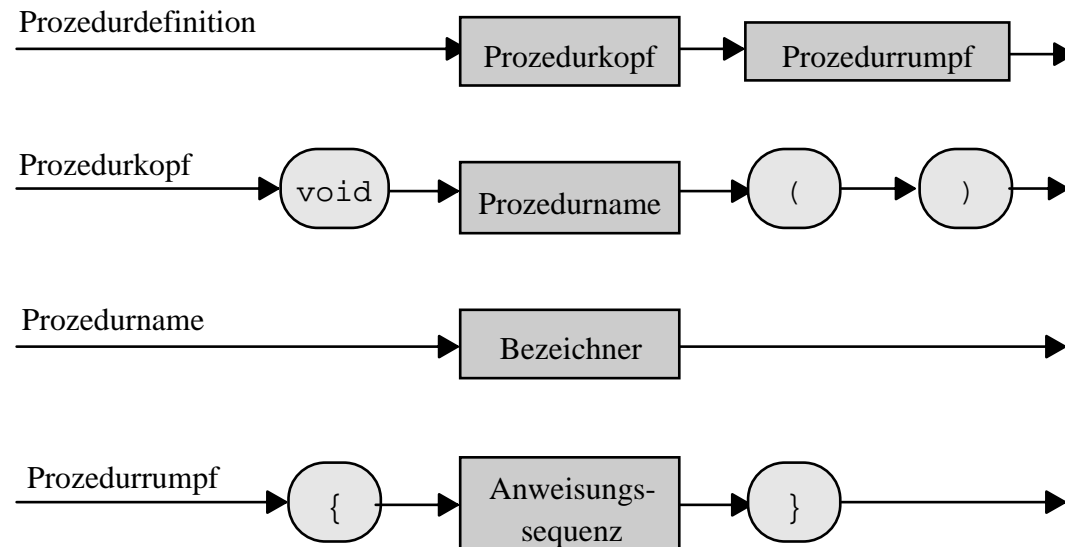 Prozedurdefinition
Prozedurkopf
Prozedurrumpf
Prozedurkopf
void
Prozedurname
(
)
Prozedurname
Bezeichner
Prozedurrumpf
{
Anweisungs-
sequenz
}